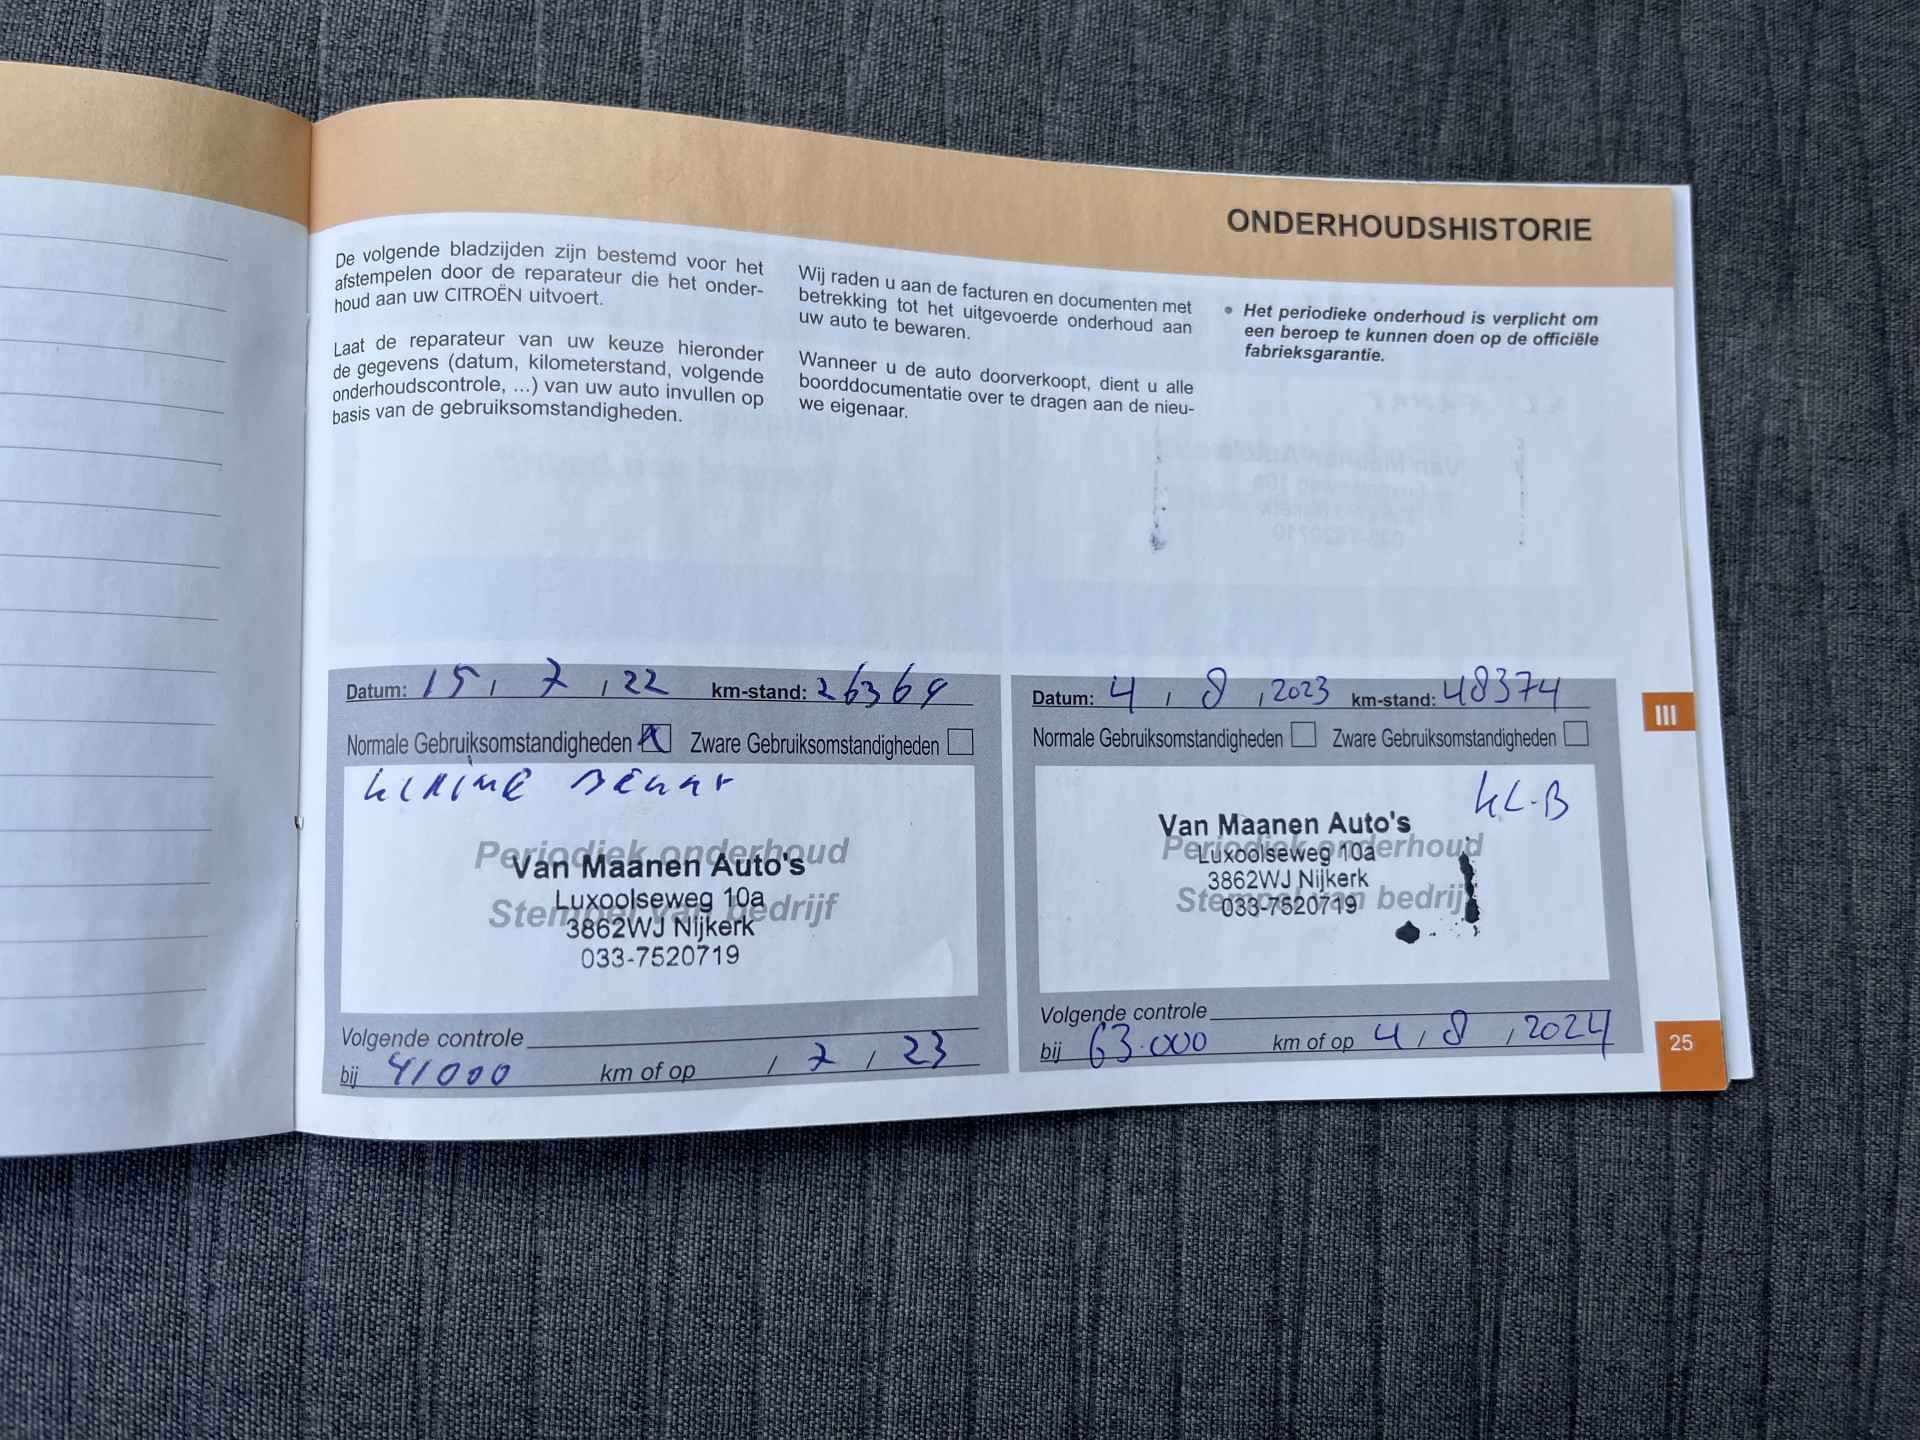 ONDERHOUDSHISTORIE
De volgende bladzijden zijn bestemd voor het
afstempelen door de reparateur die het onder-
houd aan uw CITROËN uitvoert.
Laat de reparateur van uw keuze hieronder
de gegevens (datum, kilometerstand, volgende
onderhoudscontrole, ...) van uw auto invullen op
basis van de gebruiksomstandigheden.
Wij raden u aan de facturen en documenten met
betrekking tot het uitgevoerde onderhoud aan
uw auto te bewaren.
Wanneer u de auto doorverkoopt, dient u alle
boorddocumentatie over te dragen aan de nieu-
we eigenaar.
• Het periodieke onderhoud is verplicht om
een beroep te kunnen doen op de officiële
fabrieksgarantie.
Datum: 15 / 7 / 22 km-stand:
Normale Gebruiksomstandigheden Zware Gebruiksomstandigheden
KLEINE BEURT
Periodiek onderhoud
Van Maanen Auto's
Luxoolseweg 10a
Stempel van bedrijf
3862WJ Nijkerk
033-7520719
Volgende controle
bij 41000 km of op / 7 / 23
Datum: 4 / 8 / 2023 km-stand: 48374
Normale Gebruiksomstandigheden Zware Gebruiksomstandigheden
KL.B
Van Maanen Auto's
Periodiek onderhoud
Luxoolseweg 10a
3862WJ Nijkerk
Stempel van bedrijf
033-7520719
Volgende controle
bij 63.000 km of op 4 / 8 / 2024
III
25